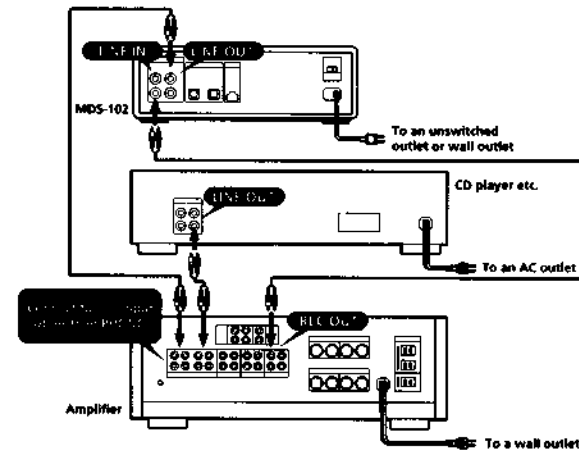 LINE IN
LINE OUT
MDS-102
To an unswitched
outlet or wall outlet
CD player etc.
LINE OUT
To an AC outlet
REC OUT
Amplifier
To a wall outlet